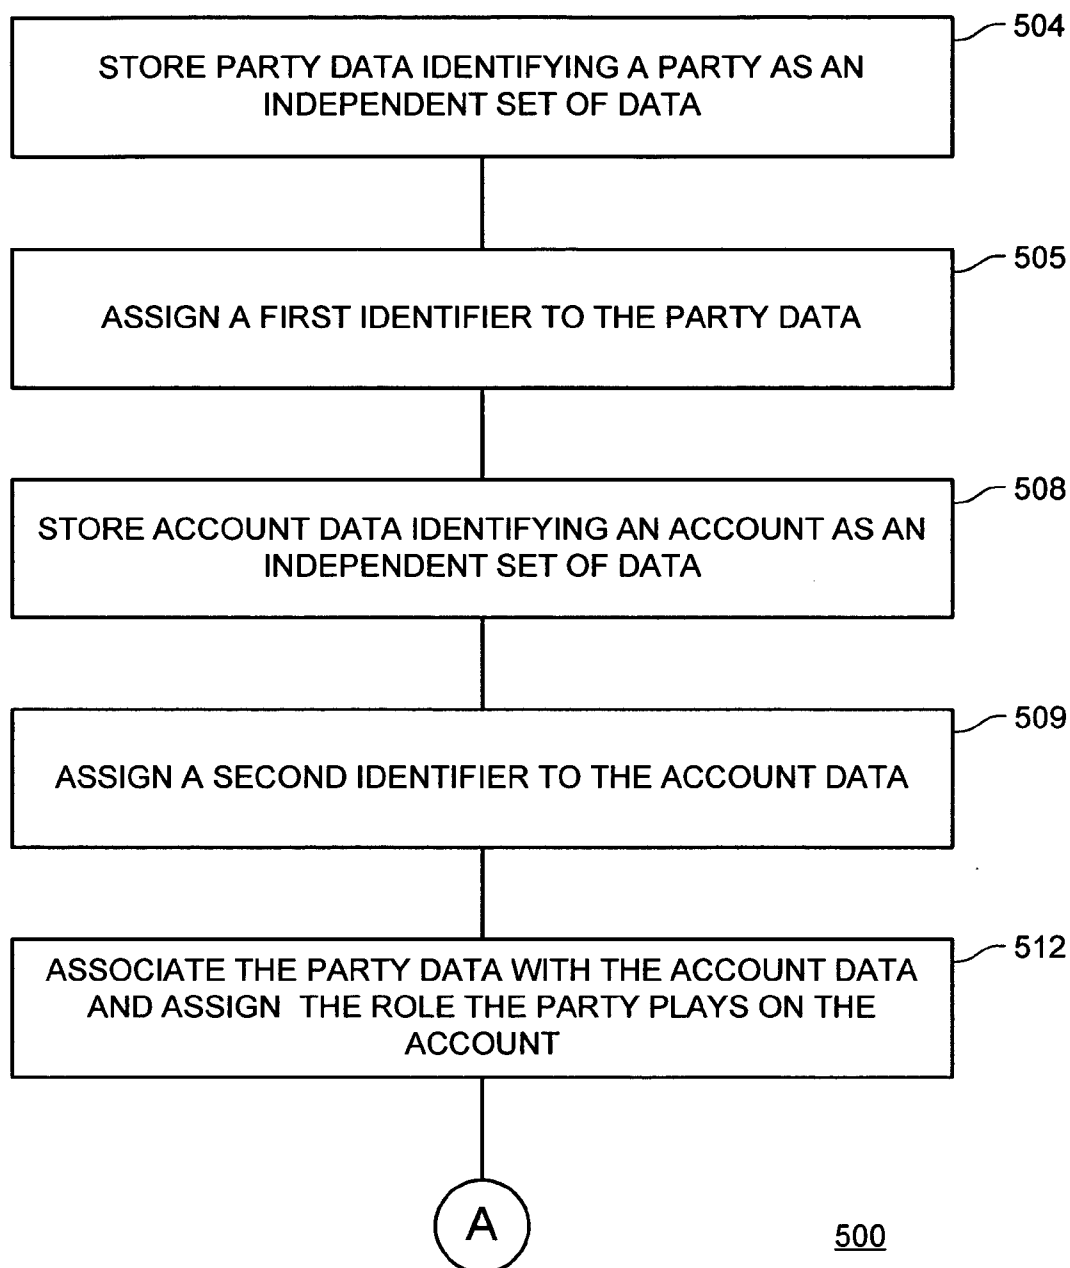 504
STORE PARTY DATA IDENTIFYING A PARTY AS AN
INDEPENDENT SET OF DATA
505
ASSIGN A FIRST IDENTIFIER TO THE PARTY DATA
508
STORE ACCOUNT DATA IDENTIFYING AN ACCOUNT AS AN
INDEPENDENT SET OF DATA
509
ASSIGN A SECOND IDENTIFIER TO THE ACCOUNT DATA
512
ASSOCIATE THE PARTY DATA WITH THE ACCOUNT DATA
AND ASSIGN THE ROLE THE PARTY PLAYS ON THE
ACCOUNT
A
500